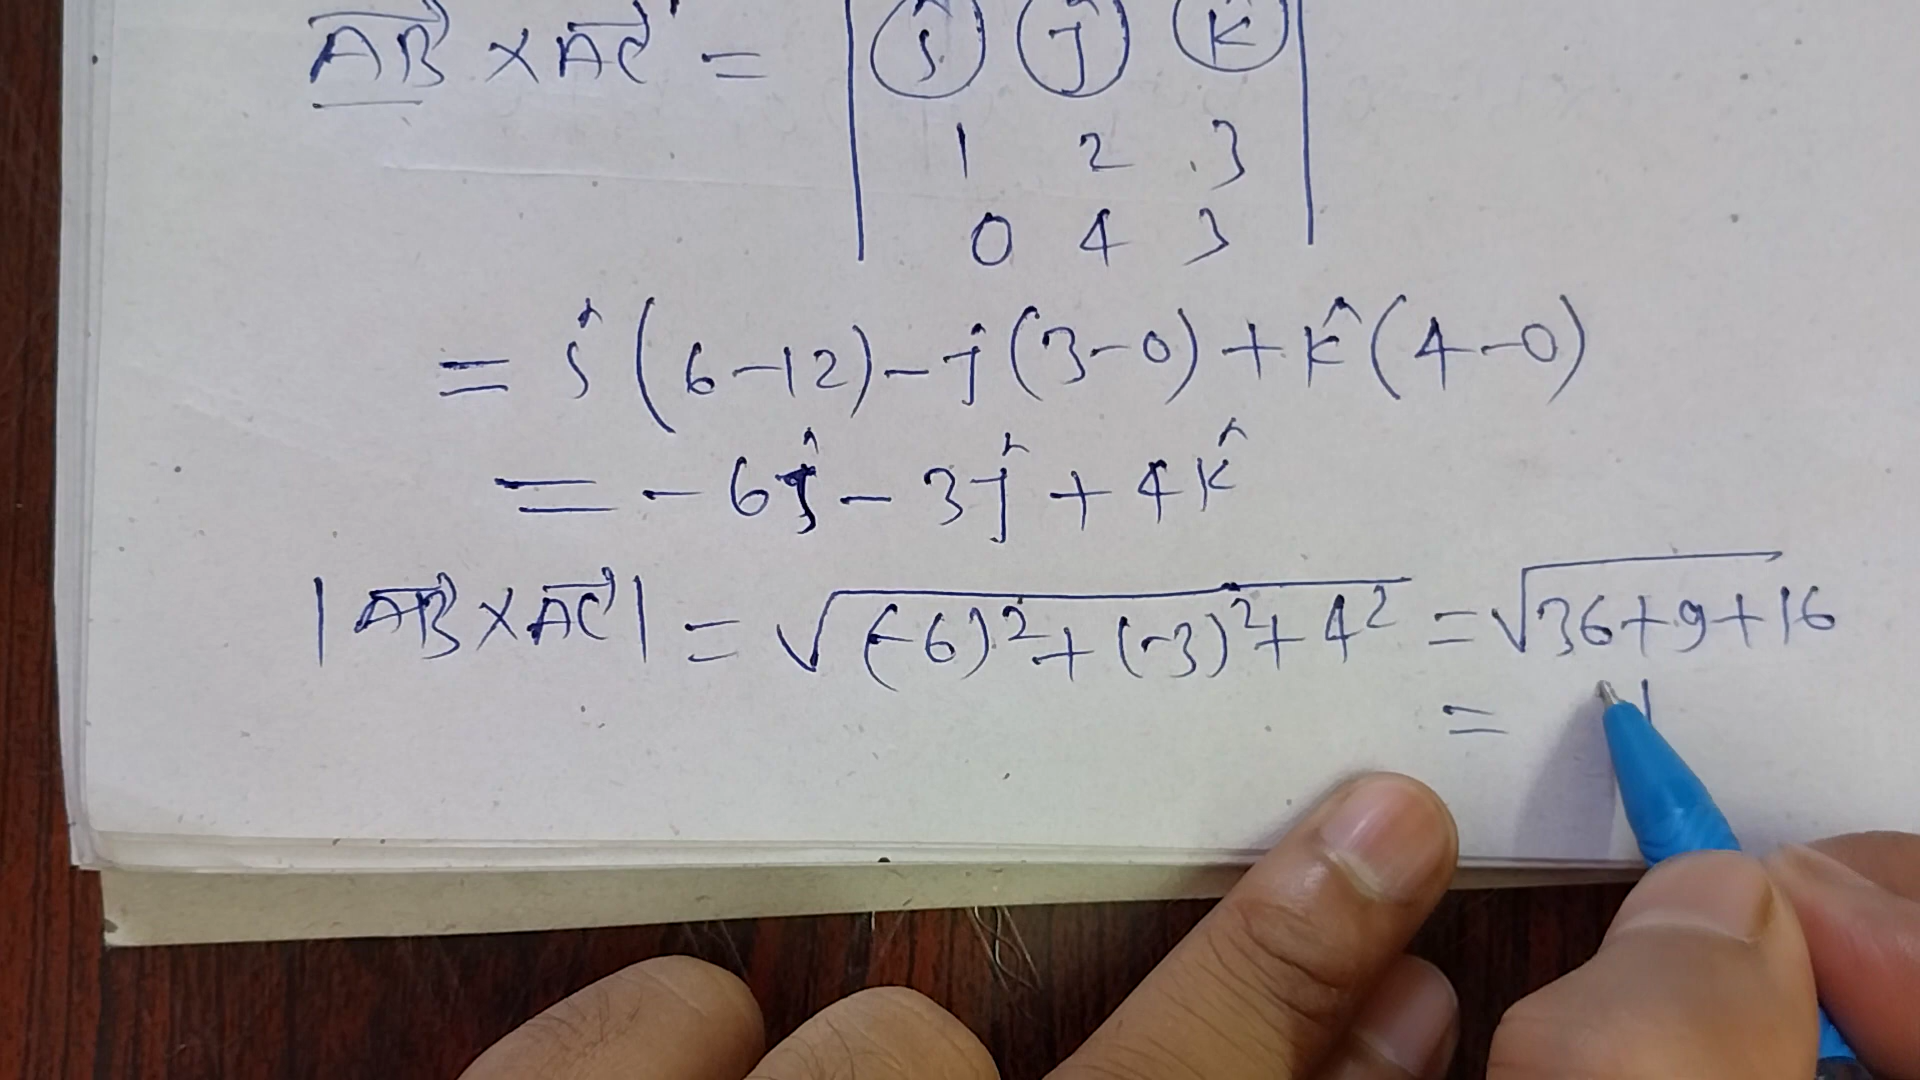 AB⃗ × AC⃗ = | î ĵ k̂ |
1 2 3
0 4 3
= î (6-12) - j (3-0) + k̂ (4-0)
= - 6î - 3ĵ + 4k̂
| AB⃗ × AC⃗ | = √(-6)² + (-3)² + 4² = √36+9+16
= 1